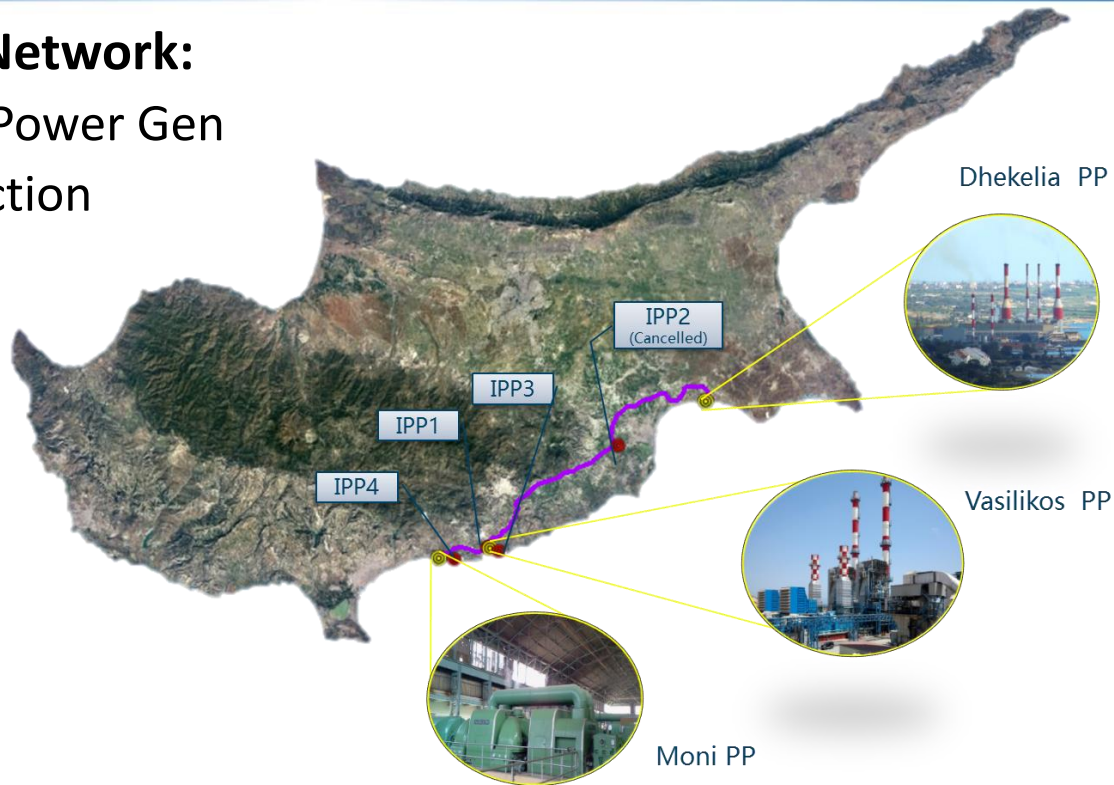 Network:
Power Gen
ction
Dhekelia PP
IPP2
(Cancelled)
IPP3
IPP1
IPP4
Vasilikos PP
Moni PP